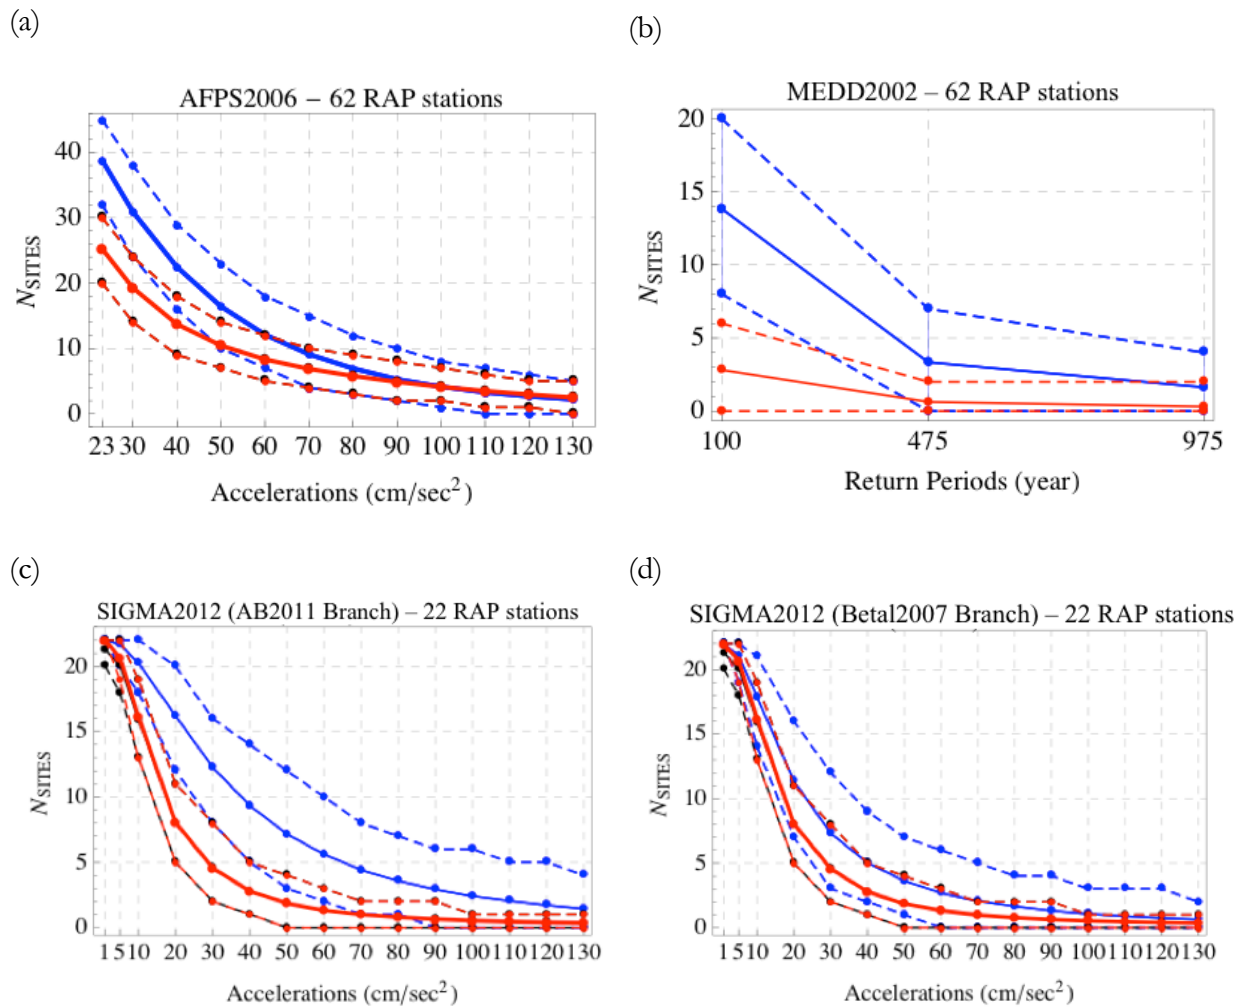 (a)
(b)
AFPS2006 – 62 RAP stations
MEDD2002 – 62 RAP stations
40
30
20
10
0
N_SITES
23 30 40 50 60 70 80 90 100 110 120 130
Accelerations (cm/sec²)
20
15
10
5
0
N_SITES
100 475 975
Return Periods (year)
(c)
(d)
SIGMA2012 (AB2011 Branch) – 22 RAP stations
SIGMA2012 (Betal2007 Branch) – 22 RAP stations
20
15
10
5
0
N_SITES
1 5 10 20 30 40 50 60 70 80 90 100 110 120 130
Accelerations (cm/sec²)
20
15
10
5
0
N_SITES
1 5 10 20 30 40 50 60 70 80 90 100 110 120 130
Accelerations (cm/sec²)